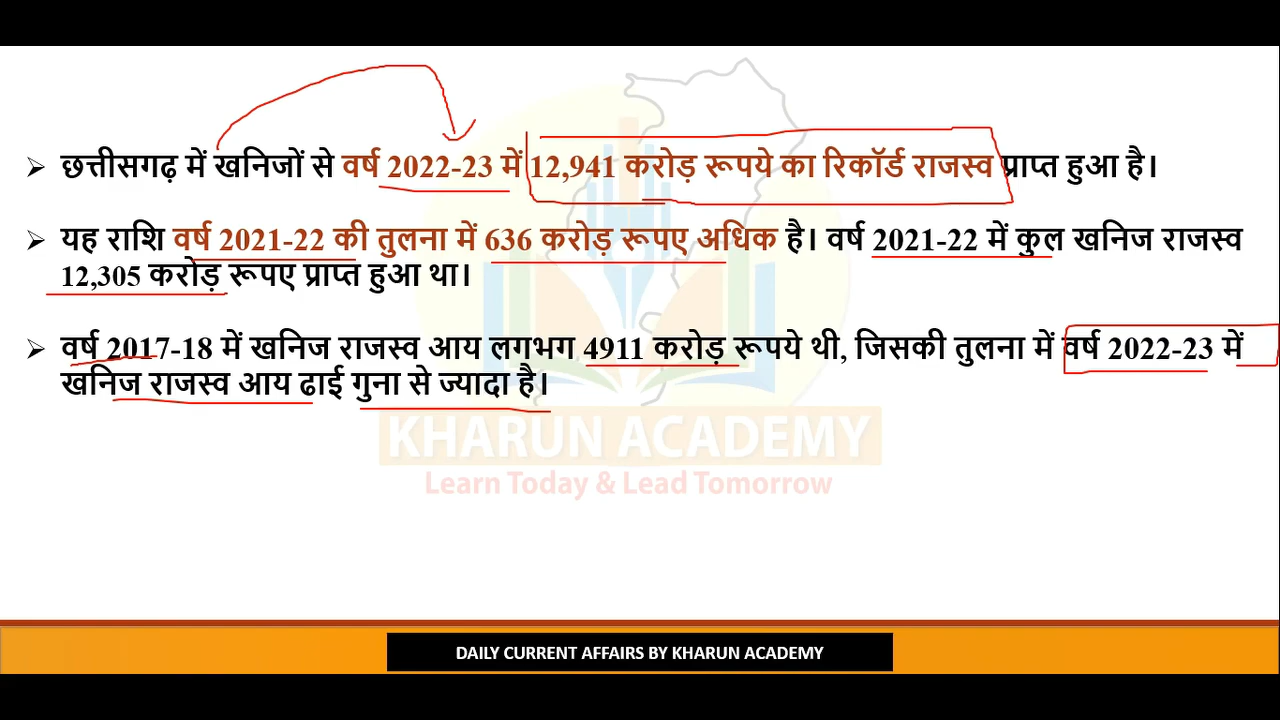 ➢ छत्तीसगढ़ में खनिजों से वर्ष 2022-23 में 12,941 करोड़ रूपये का रिकॉर्ड राजस्व प्राप्त हुआ है।
➢ यह राशि वर्ष 2021-22 की तुलना में 636 करोड़ रूपए अधिक है। वर्ष 2021-22 में कुल खनिज राजस्व
12,305 करोड़ रूपए प्राप्त हुआ था।
➢ वर्ष 2017-18 में खनिज राजस्व आय लगभग 4911 करोड़ रूपये थी, जिसकी तुलना में वर्ष 2022-23 में
खनिज राजस्व आय ढाई गुना से ज्यादा है।
KHARUN ACADEMY
Learn Today & Lead Tomorrow
DAILY CURRENT AFFAIRS BY KHARUN ACADEMY